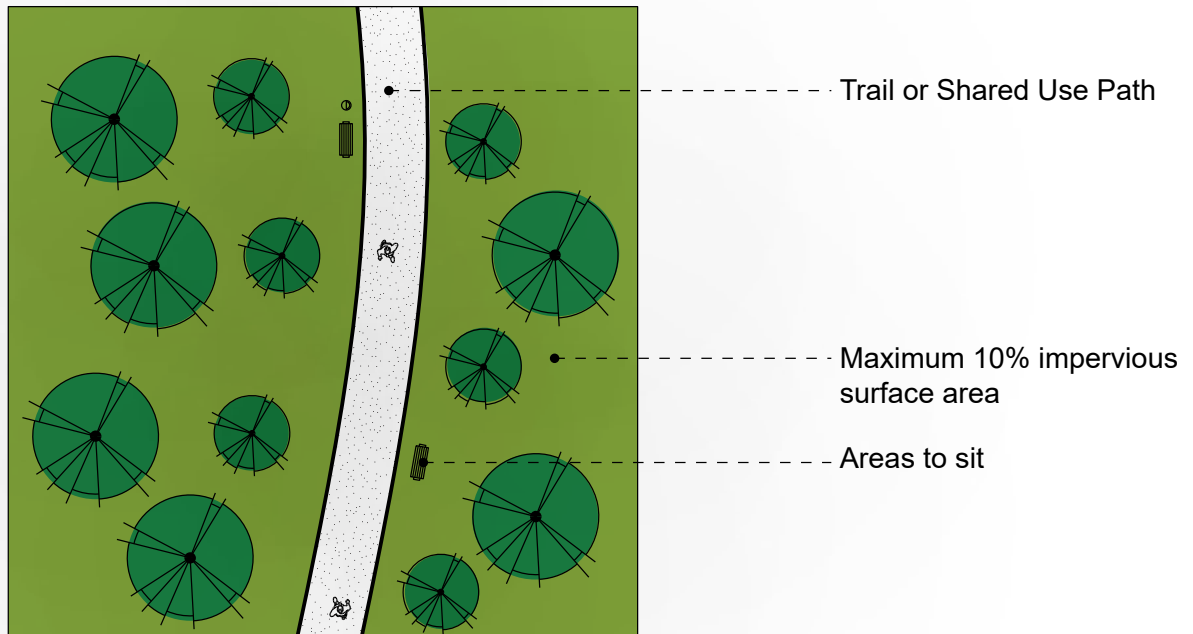 Trail or Shared Use Path
Maximum 10% impervious
surface area
Areas to sit